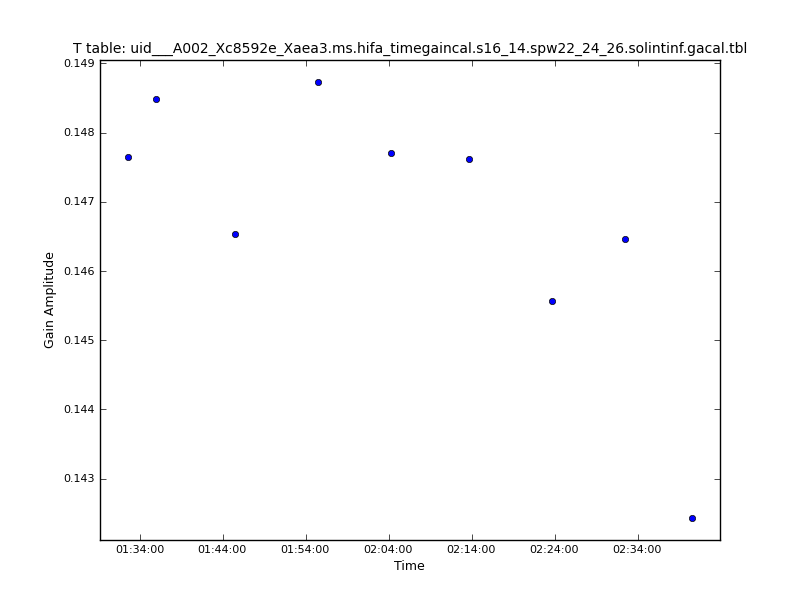 T table: uid___A002_Xc8592e_Xaea3.ms.hifa_timegaincal.s16_14.spw22_24_26.solintinf.gacal.tbl
0.149
0.148
0.147
0.146
0.145
0.144
0.143
Gain Amplitude
01:34:00 01:44:00 01:54:00 02:04:00 02:14:00 02:24:00 02:34:00
Time